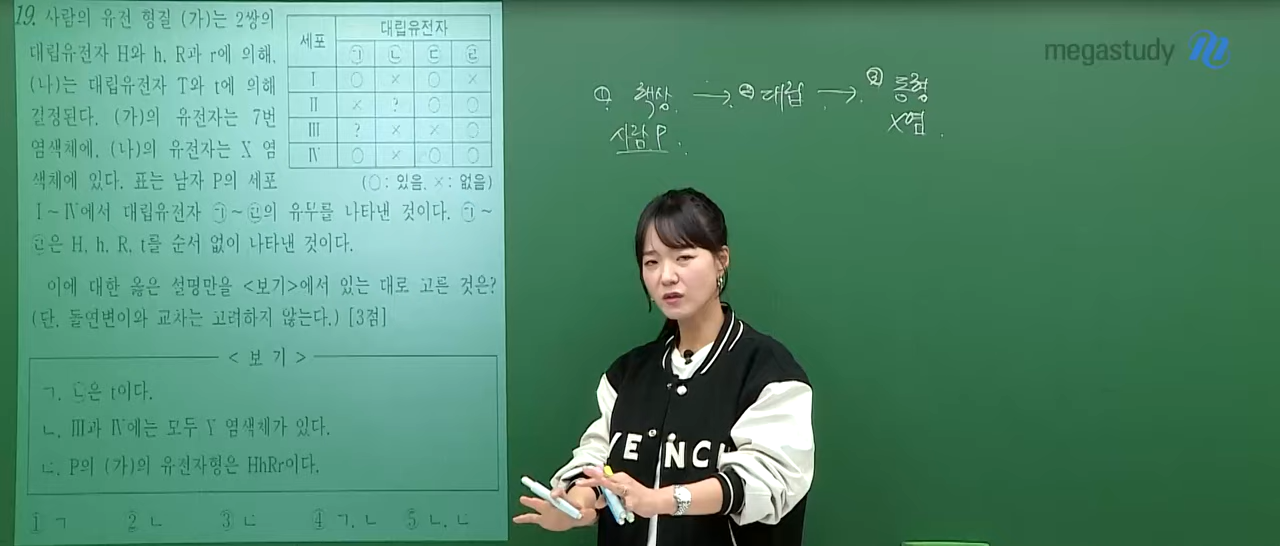 19. 사람의 유전 형질 (가)는 2쌍의
대립유전자 H와 h, R과 r에 의해,
(나)는 대립유전자 T와 t에 의해
결정된다. (가)의 유전자는 7번
염색체에, (나)의 유전자는 X 염
색체에 있다. 표는 남자 P의 세포
Ⅰ~Ⅳ에서 대립유전자 ㉠~㉣의 유무를 나타낸 것이다. ㉠~
㉣은 H, h, R, t를 순서 없이 나타낸 것이다.
세포 대립유전자
㉠ ㉡ ㉢ ㉣
Ⅰ ○ × ○ ×
Ⅱ × ? ○ ○
Ⅲ ? × × ○
Ⅳ ○ × ○ ○
(○: 있음, ×: 없음)
이에 대한 옳은 설명만을 <보기>에서 있는 대로 고른 것은?
(단, 돌연변이와 교차는 고려하지 않는다.) [3점]
< 보 기 >
ㄱ. ㉡은 t이다.
ㄴ. Ⅲ과 Ⅳ에는 모두 Y 염색체가 있다.
ㄷ. P의 (가)의 유전자형은 HhRr이다.
① ㄱ ② ㄴ ③ ㄷ ④ ㄱ, ㄴ ⑤ ㄴ, ㄷ
① 핵상 → ② 대립 → ③ 동형
사람 P. X염.
megastudy
VENCH